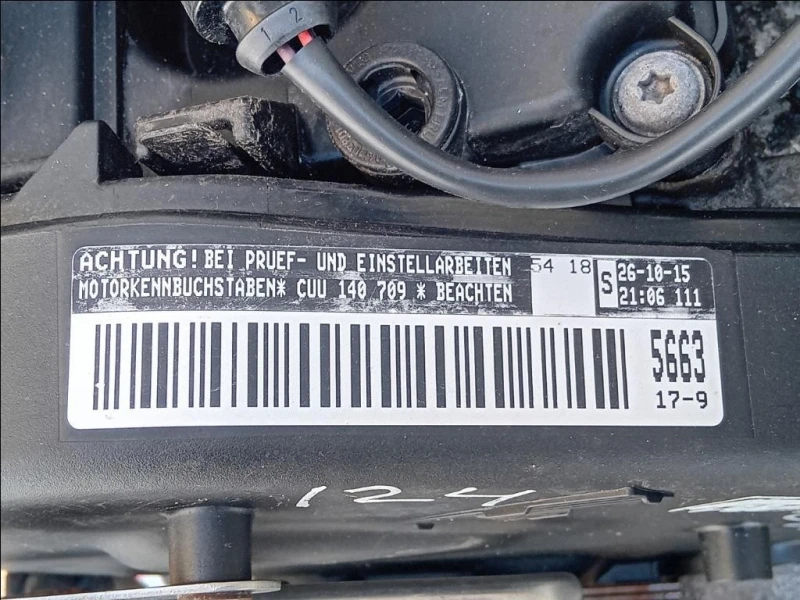 1 2
ACHTUNG! BEI PRUEF- UND EINSTELLARBEITEN 54 18 S 26-10-15
MOTORKENNBUCHSTABEN* CUU 140 709 * BEACHTEN 21:06 111
5663
17-9
124